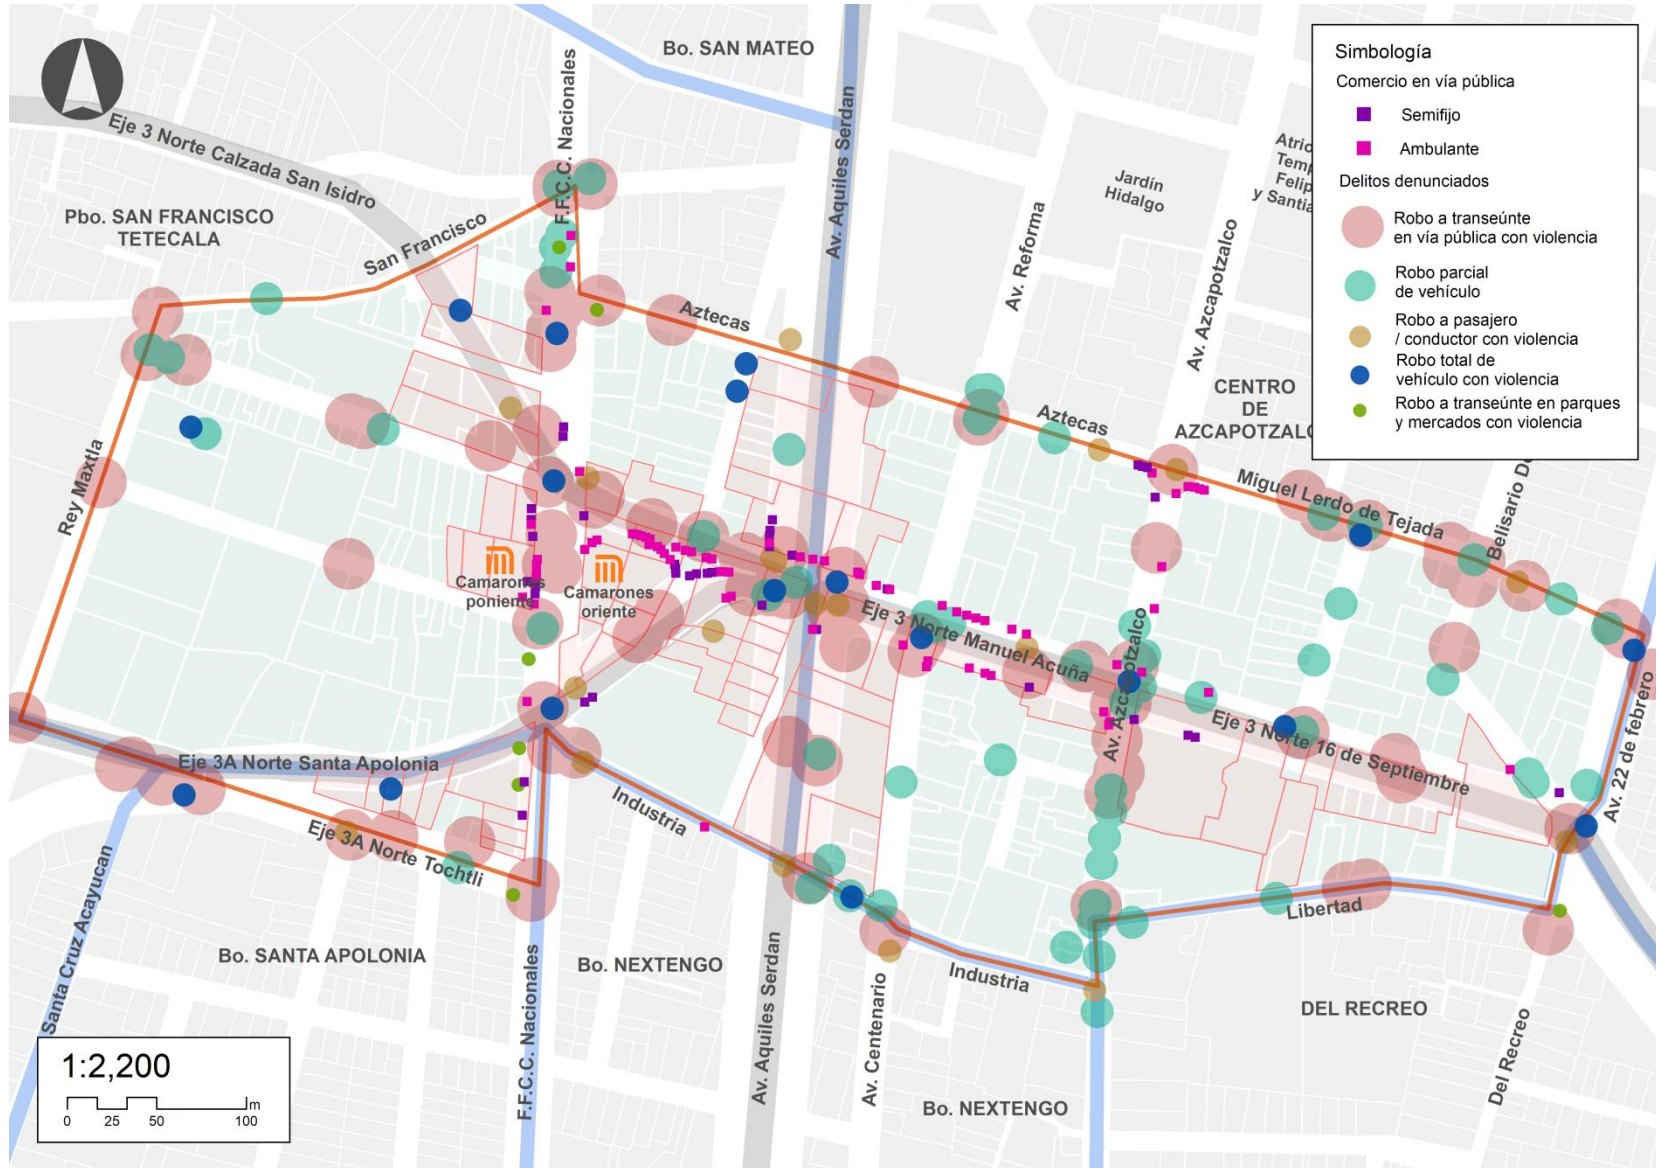 Bo. SAN MATEO
Eje 3 Norte Calzada San Isidro
F.F.C.C. Nacionales
Av. Aquiles Serdan
Pbo. SAN FRANCISCO
TETECALA
San Francisco
Jardín
Hidalgo
Av. Reforma
Av. Azcapotzalco
Aztecas
CENTRO
DE
Aztecas
Miguel Lerdo de Tejada
Belisario
Rey Maxtla
Camarones
poniente
Camarones
oriente
Eje 3 Norte Manuel Acuña
Av. Azcapotzalco
Eje 3 Norte 16 de Septiembre
Av. 22 de febrero
Eje 3A Norte Santa Apolonia
Industria
Eje 3A Norte Tochtli
Libertad
Santa Cruz Acayucan
Bo. SANTA APOLONIA
Bo. NEXTENGO
Industria
F.F.C.C. Nacionales
Av. Aquiles Serdan
Av. Centenario
DEL RECREO
Del Recreo
Bo. NEXTENGO
Simbología
Comercio en vía pública
Semifijo
Ambulante
Delitos denunciados
Robo a transeúnte
en vía pública con violencia
Robo parcial
de vehículo
Robo a pasajero
/ conductor con violencia
Robo total de
vehículo con violencia
Robo a transeúnte en parques
y mercados con violencia
1:2,200
0 25 50 100 m